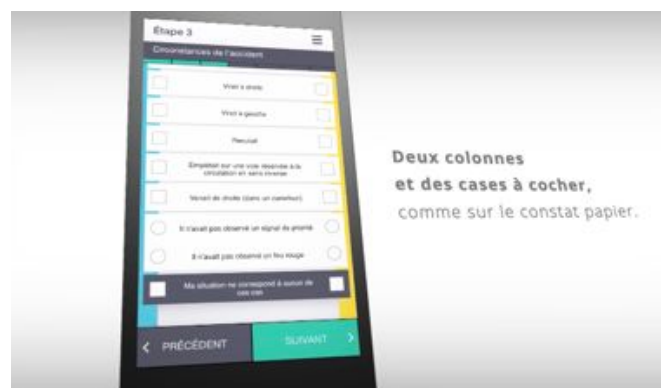 Étape 3
Circonstances de l'accident
Virait à droite
Virait à gauche
Reculait
Empiétait sur une voie réservée à la
circulation en sens inverse
Venait de droite (dans un carrefour)
Il n'avait pas observé un signal de priorité
Il n'avait pas observé un feu rouge
Ma situation ne correspond à aucun de
ces cas
PRÉCÉDENT
SUIVANT
Deux colonnes
et des cases à cocher,
comme sur le constat papier.